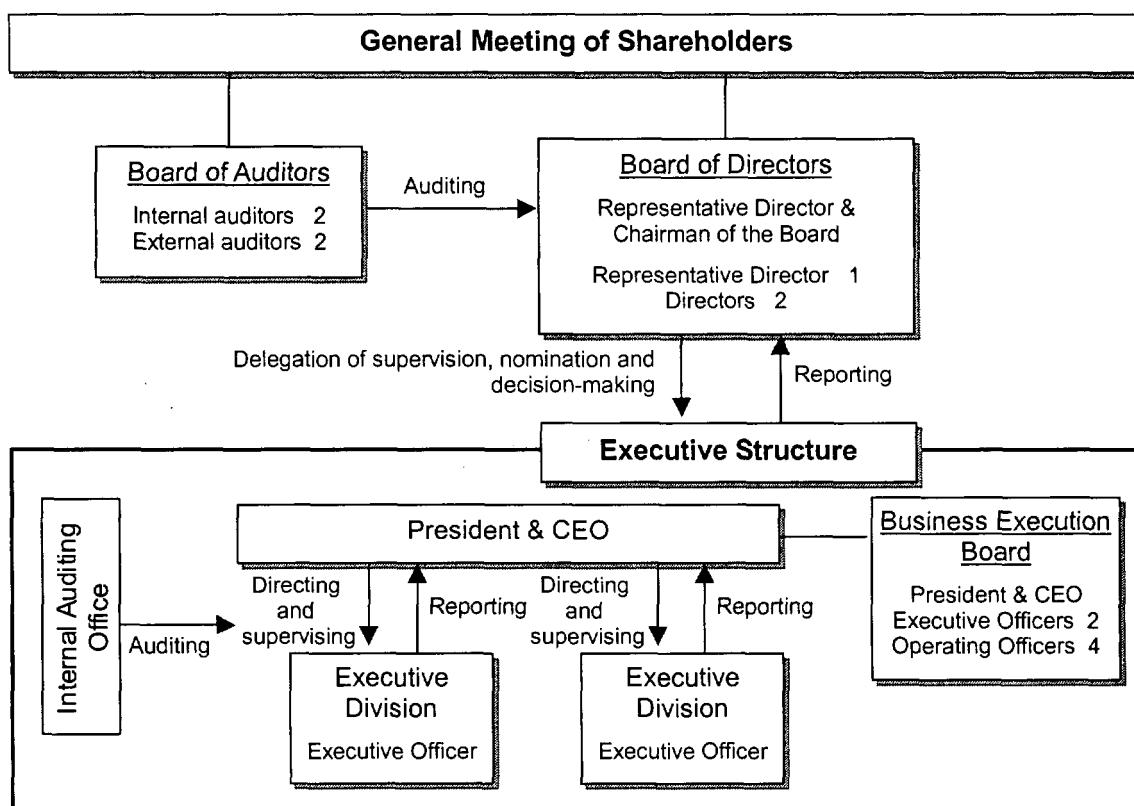 General Meeting of Shareholders
Board of Auditors
Internal auditors 2
External auditors 2
Auditing
Board of Directors
Representative Director &
Chairman of the Board
Representative Director 1
Directors 2
Delegation of supervision, nomination and
decision-making
Reporting
Executive Structure
Internal Auditing
Office
Auditing
President & CEO
Directing
and
supervising
Reporting
Directing
and
supervising
Reporting
Executive
Division
Executive Officer
Executive
Division
Executive Officer
Business Execution
Board
President & CEO
Executive Officers 2
Operating Officers 4